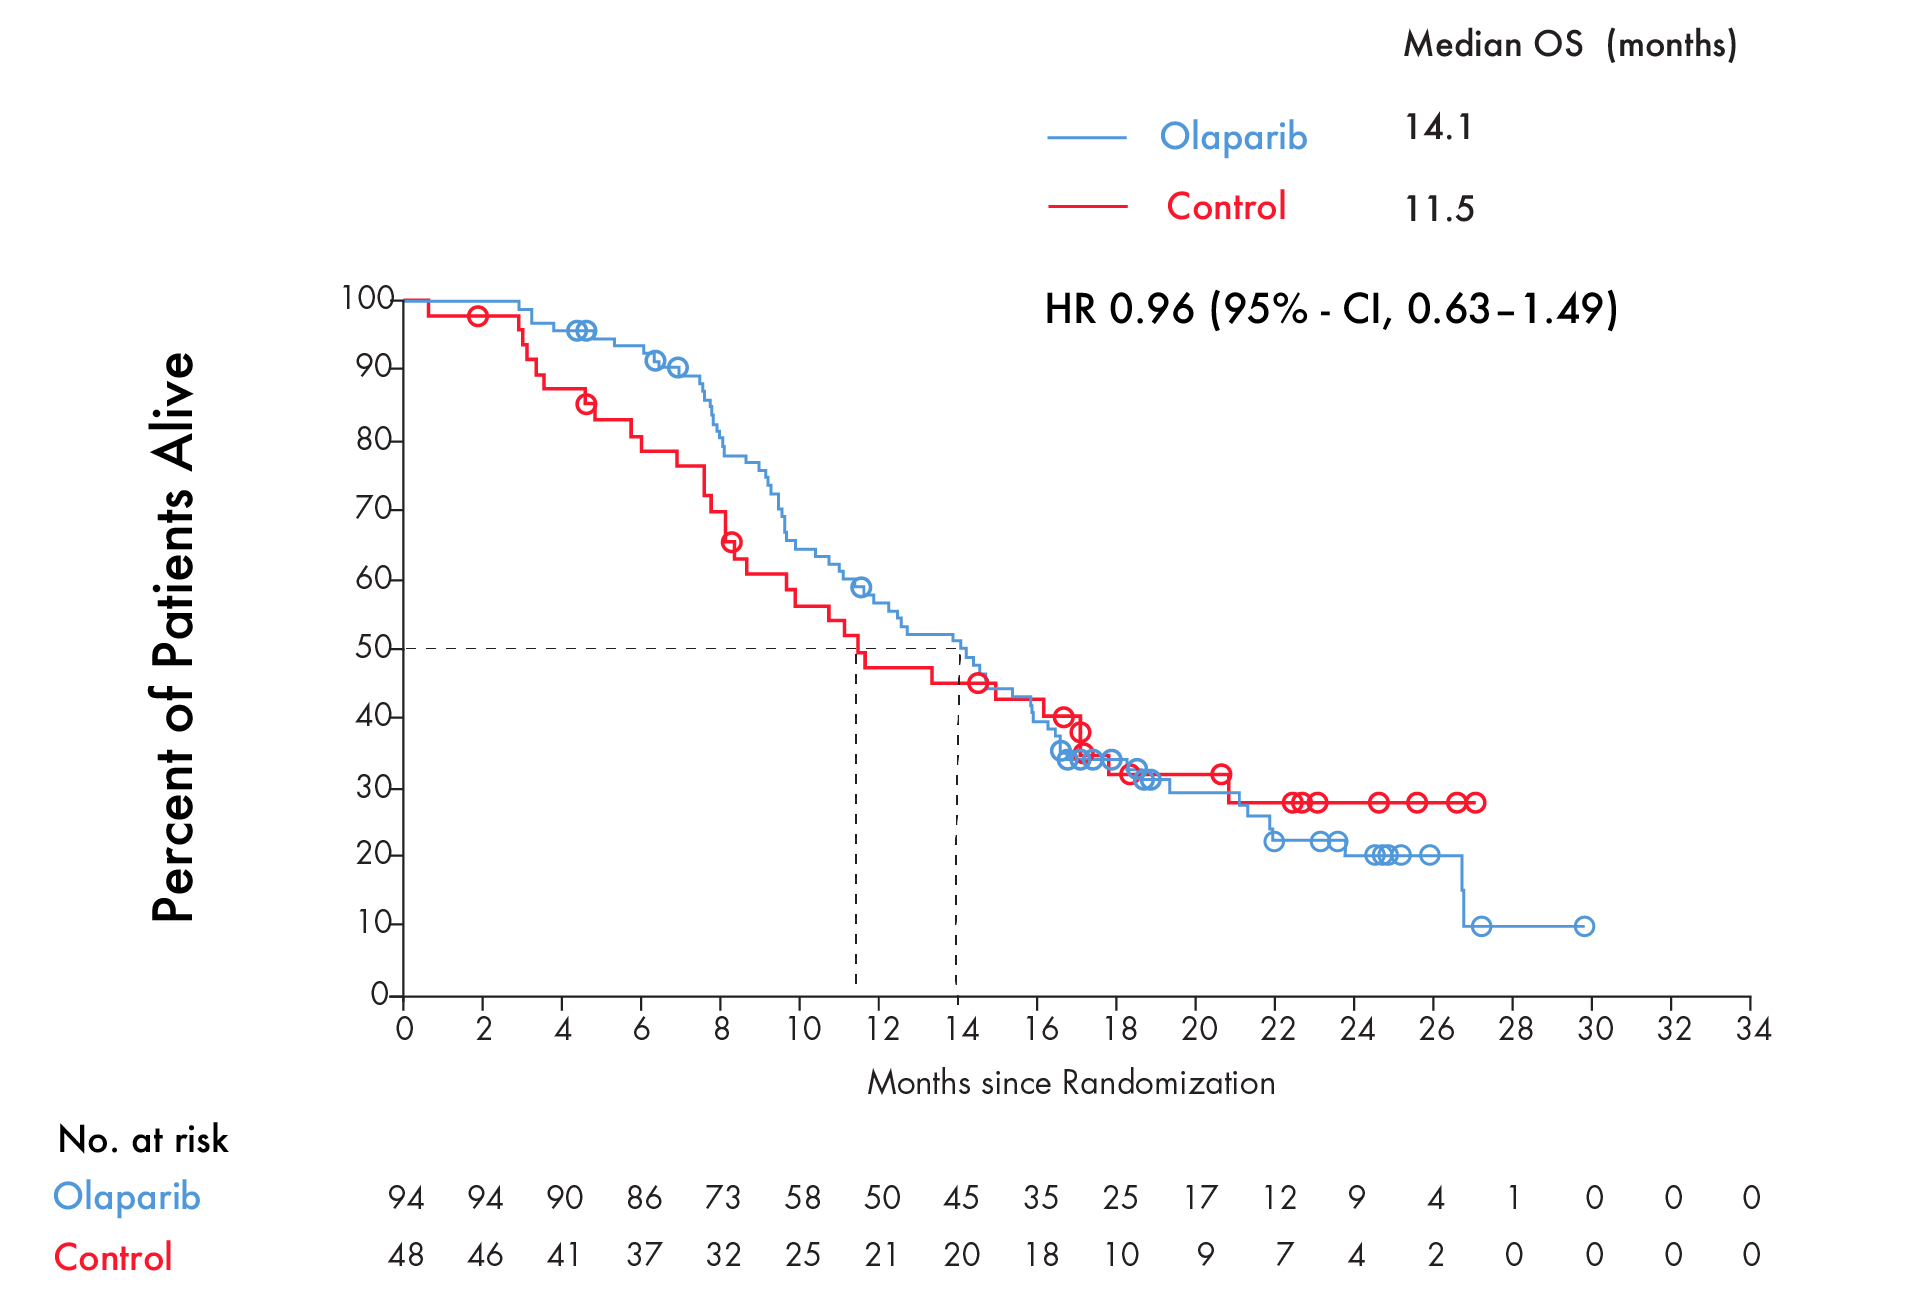 Median OS (months)
Olaparib 14.1
Control 11.5
HR 0.96 (95% - CI, 0.63–1.49)
Percent of Patients Alive
100
90
80
70
60
50
40
30
20
10
0
0 2 4 6 8 10 12 14 16 18 20 22 24 26 28 30 32 34
Months since Randomization
No. at risk
Olaparib 94 94 90 86 73 58 50 45 35 25 17 12 9 4 1 0 0 0
Control 48 46 41 37 32 25 21 20 18 10 9 7 4 2 0 0 0 0